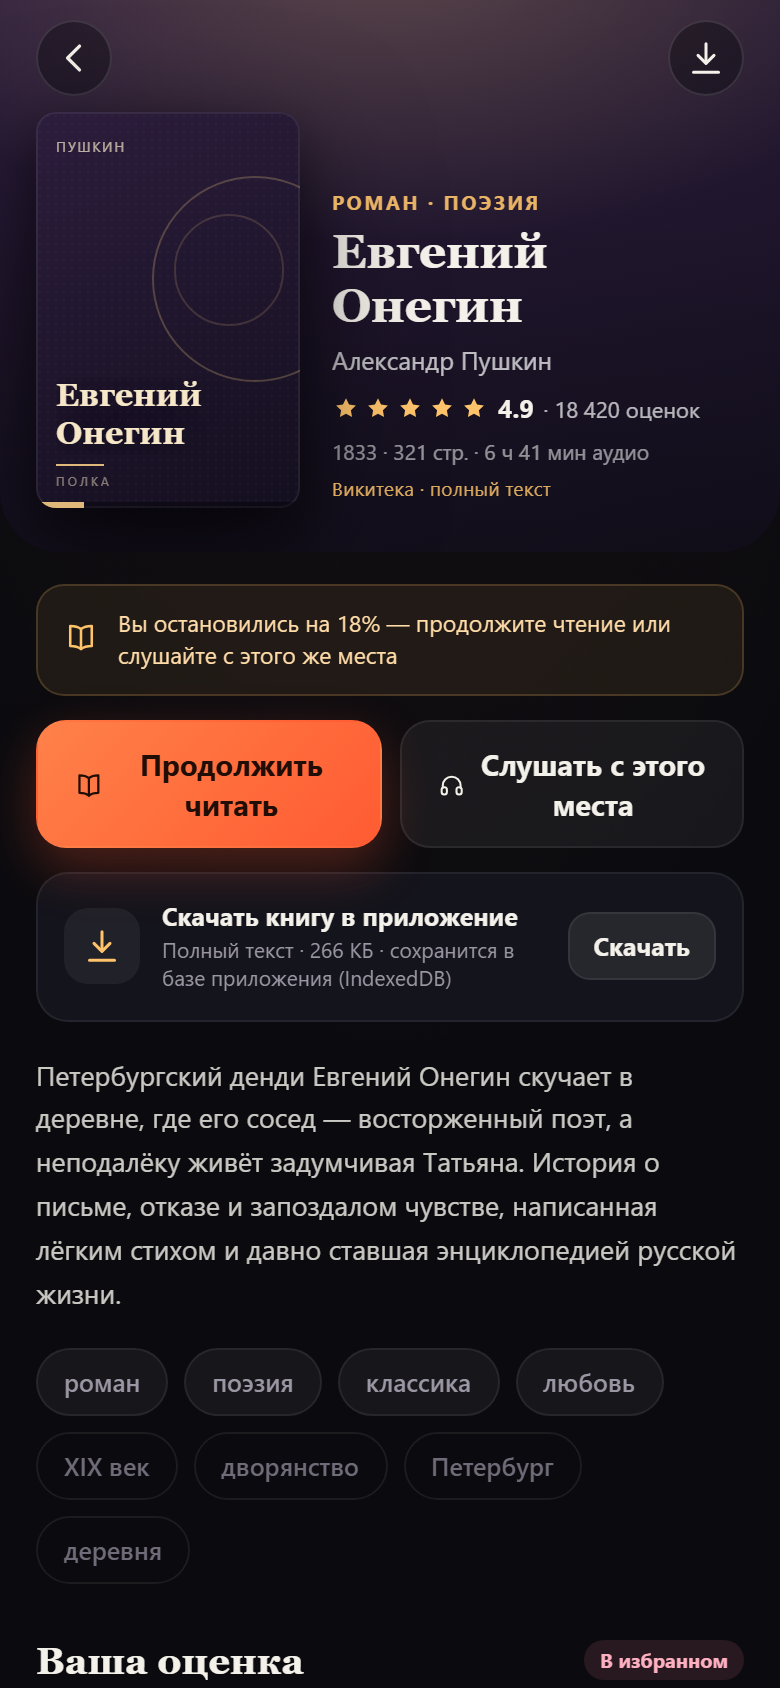 ПУШКИН
Евгений
Онегин
ПОЛКА
РОМАН · ПОЭЗИЯ
Евгений
Онегин
Александр Пушкин
4.9 · 18 420 оценок
1833 · 321 стр. · 6 ч 41 мин аудио
Викитека · полный текст
Вы остановились на 18% — продолжите чтение или
слушайте с этого же места
Продолжить
читать
Слушать с этого
места
Скачать книгу в приложение
Полный текст · 266 КБ · сохранится в
базе приложения (IndexedDB)
Скачать
Петербургский денди Евгений Онегин скучает в
деревне, где его сосед — восторженный поэт, а
неподалёку живёт задумчивая Татьяна. История о
письме, отказе и запоздалом чувстве, написанная
лёгким стихом и давно ставшая энциклопедией русской
жизни.
роман
поэзия
классика
любовь
XIX век
дворянство
Петербург
деревня
Ваша оценка
В избранном